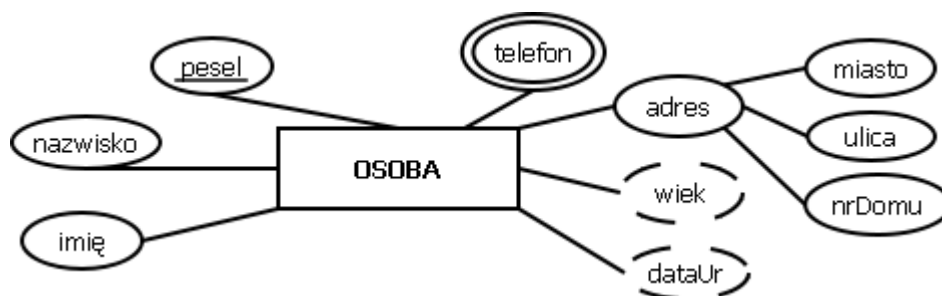 pesel
telefon
miasto
adres
nazwisko
ulica
OSOBA
wiek
nrDomu
imię
dataUr